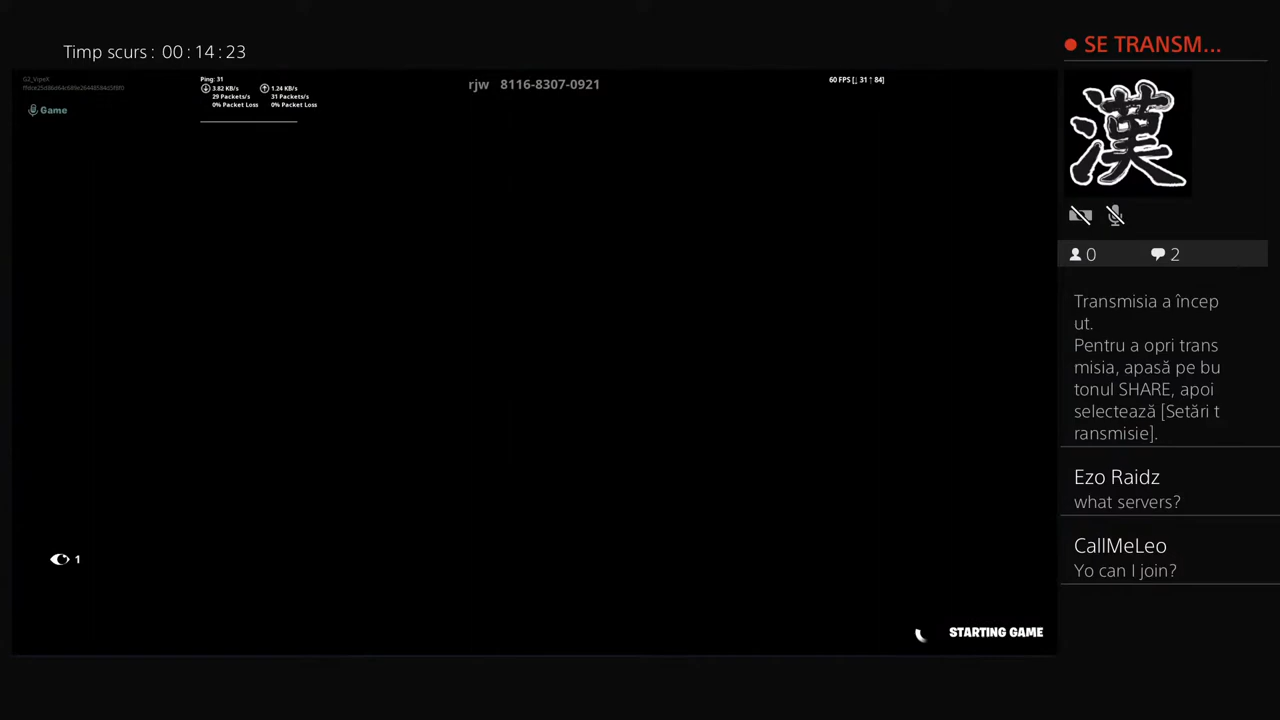 Timp scurs : 00 : 14 : 23
SE TRANSM...
G2_VipeX
Ping: 31
3.82 KB/s 1.24 KB/s
29 Packets/s 31 Packets/s
0% Packet Loss 0% Packet Loss
rjw 8116-8307-0921
60 FPS [↓ 31 ↑ 84]
Game
漢
0 2
Transmisia a încep
ut.
Pentru a opri trans
misia, apasă pe bu
tonul SHARE, apoi
selectează [Setări t
ransmisie].
Ezo Raidz
what servers?
CallMeLeo
Yo can I join?
1
STARTING GAME